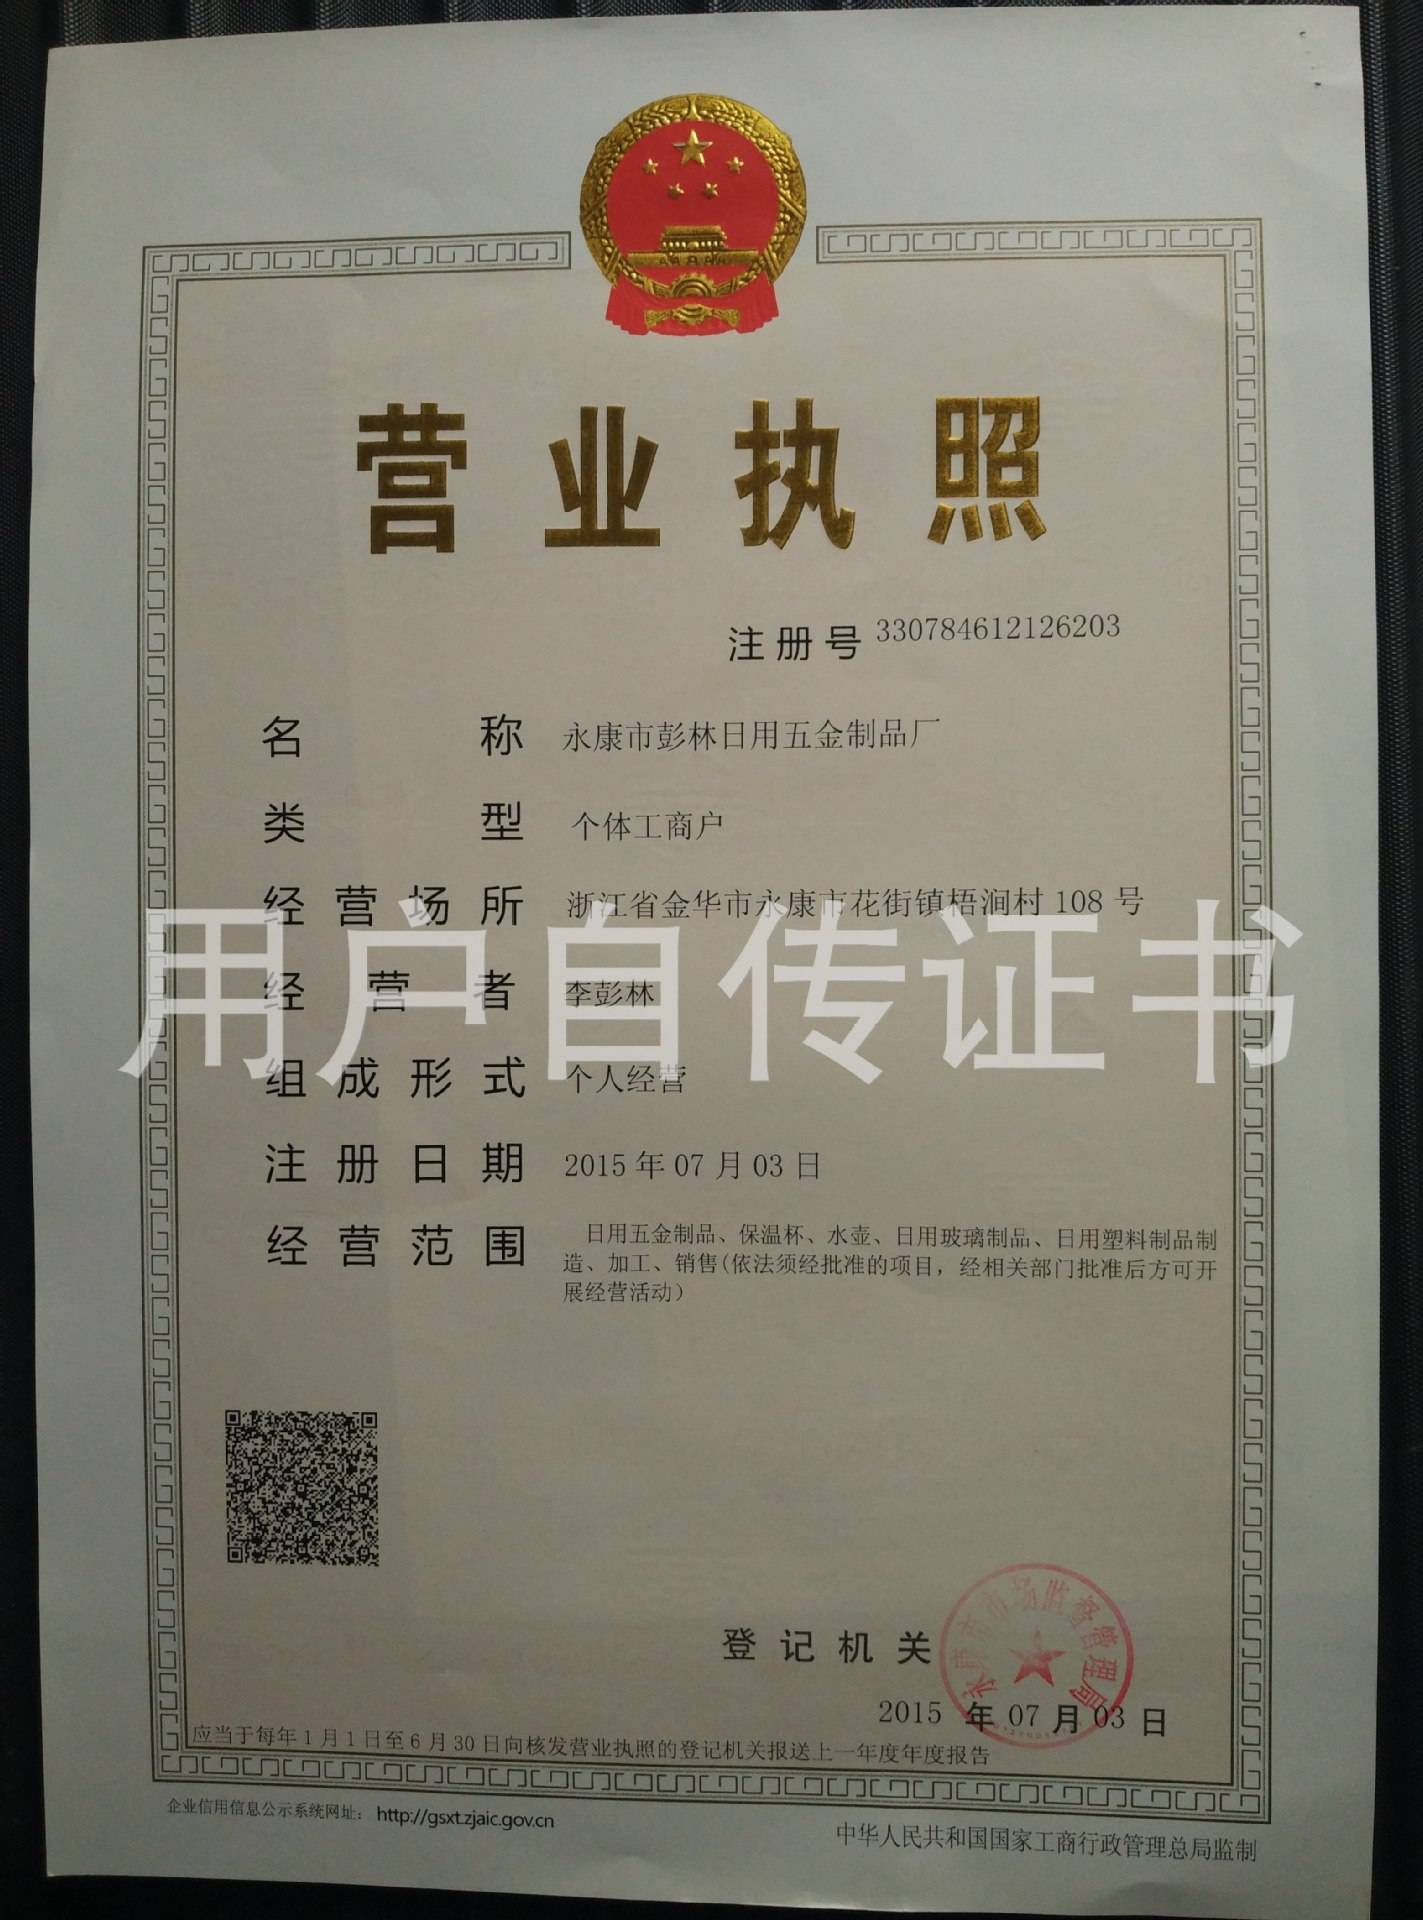 营业执照
注册号 330784612126203
名称 永康市彭林日用五金制品厂
类型 个体工商户
经营场所 浙江省金华市永康市花街镇梧涧村 108 号
用户自传证书
经营者 李彭林
组成形式 个人经营
注册日期 2015 年 07 月 03 日
经营范围 日用五金制品、保温杯、水壶、日用玻璃制品、日用塑料制品制
造、加工、销售(依法须经批准的项目，经相关部门批准后方可开
展经营活动）
永康市市场监督管理局
登记机关
2015 年 07 月 03 日
应当于每年 1 月 1 日至 6 月 30 日向核发营业执照的登记机关报送上一年度年度报告
企业信用信息公示系统网址： http://gsxt.zjaic.gov.cn
中华人民共和国国家工商行政管理总局监制